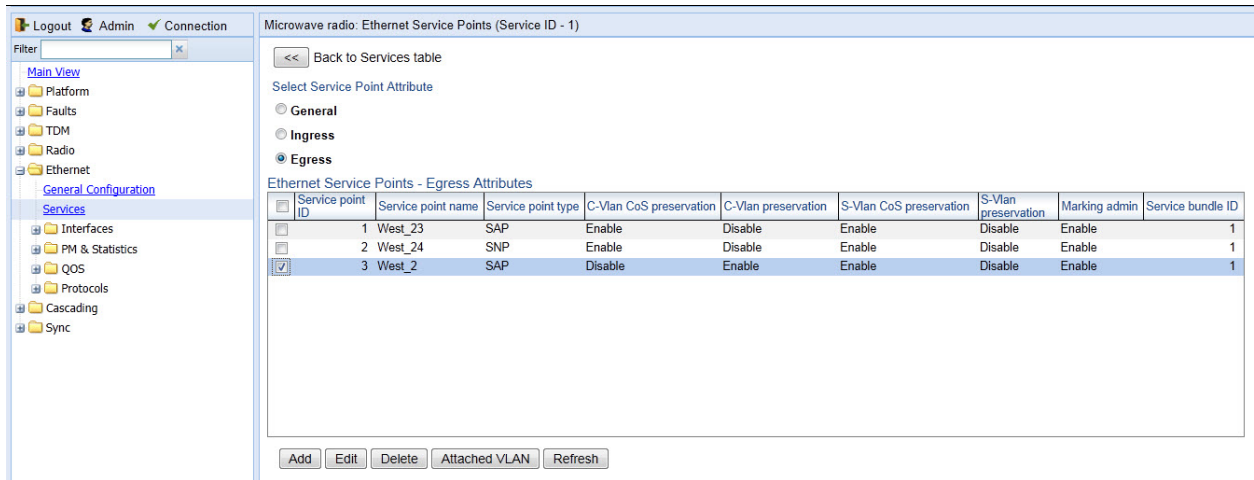 Logout Admin Connection
Filter
Main View
Platform
Faults
TDM
Radio
Ethernet
General Configuration
Services
Interfaces
PM & Statistics
QOS
Protocols
Cascading
Sync
Microwave radio: Ethernet Service Points (Service ID - 1)
<< Back to Services table
Select Service Point Attribute
General
Ingress
Egress
Ethernet Service Points - Egress Attributes
Service point ID Service point name Service point type C-Vlan CoS preservation C-Vlan preservation S-Vlan CoS preservation S-Vlan preservation Marking admin Service bundle ID
1 West_23 SAP Enable Disable Enable Disable Enable 1
2 West_24 SNP Enable Disable Enable Disable Enable 1
3 West_2 SAP Disable Enable Enable Disable Enable 1
Add Edit Delete Attached VLAN Refresh